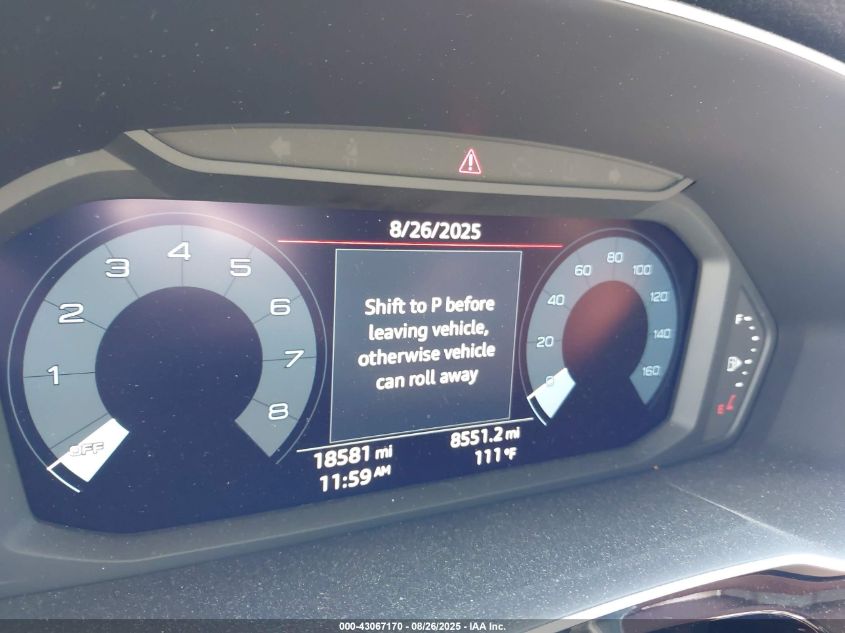 8/26/2025
1 2 3 4 5 6 7 8
OFF
Shift to P before
leaving vehicle,
otherwise vehicle
can roll away
0 20 40 60 80 100 120 140 160
F
E
18581 mi
8551.2 mi
11:59 AM
111 °F
000-43067170 - 08/26/2025 - IAA Inc.